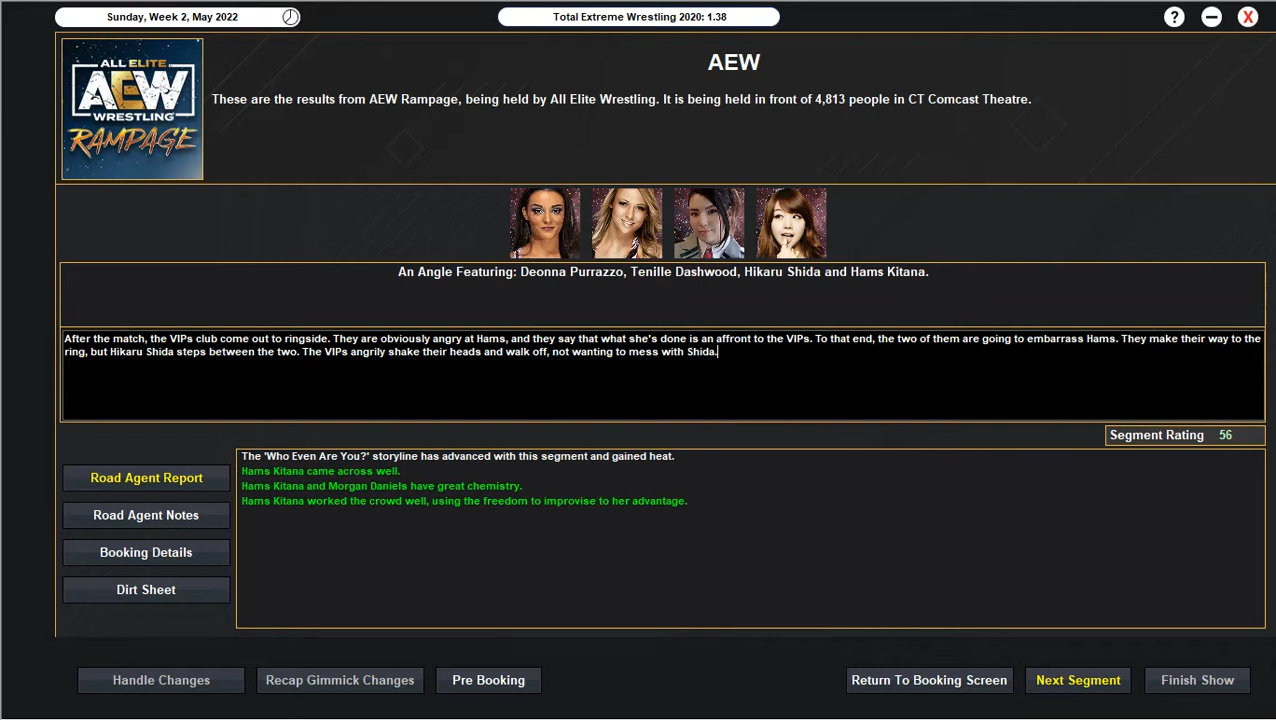 Sunday, Week 2, May 2022
Total Extreme Wrestling 2020: 1.38
?
X
ALL ELITE
AEW
WRESTLING
RAMPAGE
AEW
These are the results from AEW Rampage, being held by All Elite Wrestling. It is being held in front of 4,813 people in CT Comcast Theatre.
An Angle Featuring: Deonna Purrazzo, Tenille Dashwood, Hikaru Shida and Hams Kitana.
After the match, the VIPs club come out to ringside. They are obviously angry at Hams, and they say that what she's done is an affront to the VIPs. To that end, the two of them are going to embarrass Hams. They make their way to the
ring, but Hikaru Shida steps between the two. The VIPs angrily shake their heads and walk off, not wanting to mess with Shida.
Segment Rating 56
Road Agent Report
Road Agent Notes
Booking Details
Dirt Sheet
The 'Who Even Are You?' storyline has advanced with this segment and gained heat.
Hams Kitana came across well.
Hams Kitana and Morgan Daniels have great chemistry.
Hams Kitana worked the crowd well, using the freedom to improvise to her advantage.
Handle Changes
Recap Gimmick Changes
Pre Booking
Return To Booking Screen
Next Segment
Finish Show